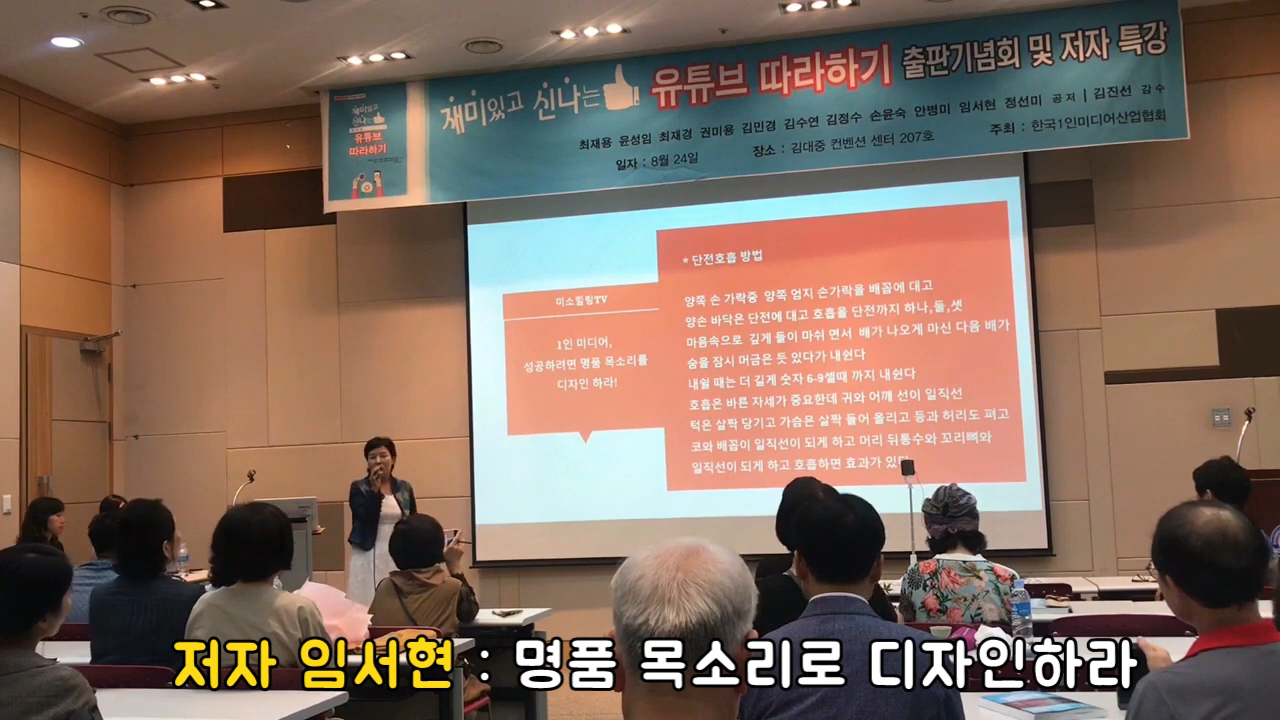 재미있고 신나는 유튜브 따라하기 출판기념회 및 저자 특강
최재용 윤성임 최재경 권미용 김민경 김수연 김정수 손윤숙 안병미 임서현 정선미 공저 | 김진선 감수
일자 : 8월 24일 장소 : 김대중 컨벤션 센터 207호 주최 : 한국1인미디어산업협회
재미있고
신나는
유튜브
따라하기
미소힐링TV
1인 미디어,
성공하려면 명품 목소리를
디자인 하라!
* 단전호흡 방법
양쪽 손 가락중 양쪽 엄지 손가락을 배꼽에 대고
양손 바닥은 단전에 대고 호흡을 단전까지 하나,둘,셋
마음속으로 깊게 들이 마쉬 면서 배가 나오게 마신 다음 배가
숨을 잠시 머금은 듯 있다가 내쉰다
내쉴 때는 더 길게 숫자 6-9셀때 까지 내쉰다
호흡은 바른 자세가 중요한데 귀와 어깨 선이 일직선
턱은 살짝 당기고 가슴은 살짝 들어 올리고 등과 허리도 펴고
코와 배꼽이 일직선이 되게 하고 머리 뒤통수와 꼬리뼈와
일직선이 되게 하고 호흡하면 효과가 있다
저자 임서현 : 명품 목소리로 디자인하라